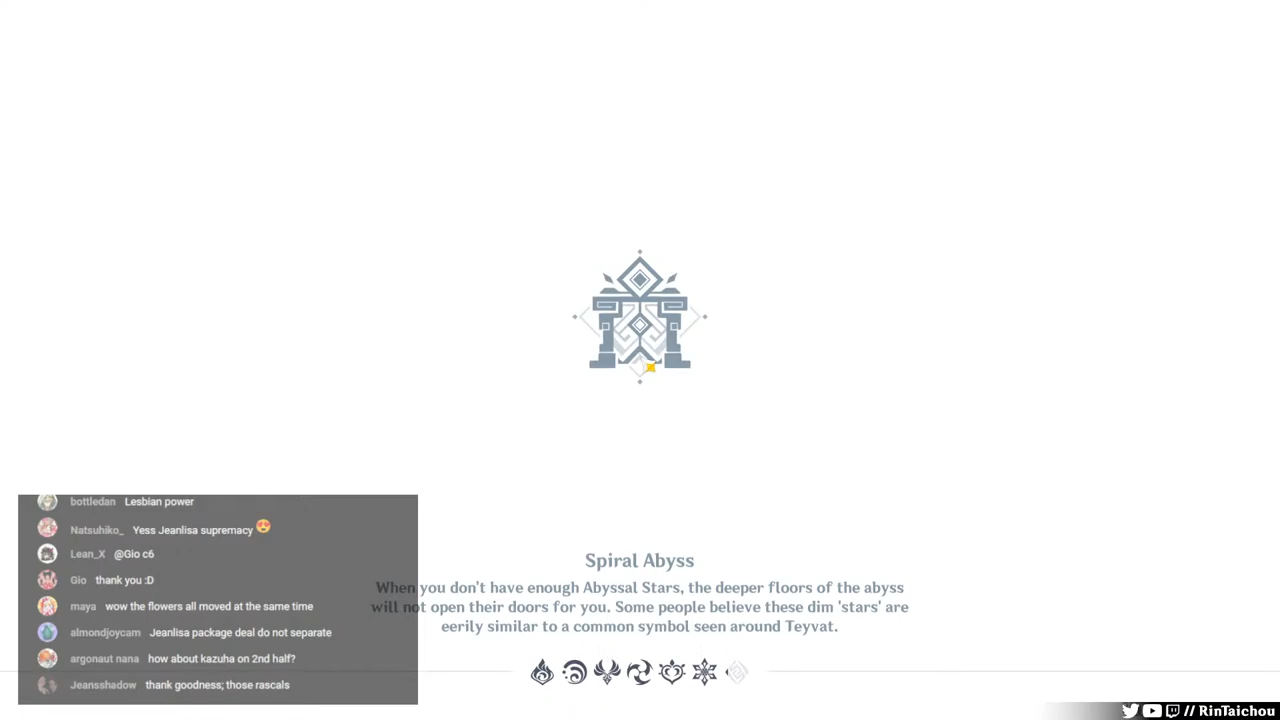 bottledan Lesbian power
Natsuhiko_ Yess Jeanlisa supremacy
Lean_X @Gio c6
Gio thank you :D
maya wow the flowers all moved at the same time
almondjoycam Jeanlisa package deal do not separate
argonaut nana how about kazuha on 2nd half?
Jeansshadow thank goodness; those rascals
Spiral Abyss
When you don't have enough Abyssal Stars, the deeper floors of the abyss
will not open their doors for you. Some people believe these dim 'stars' are
eerily similar to a common symbol seen around Teyvat.
// RinTaichou